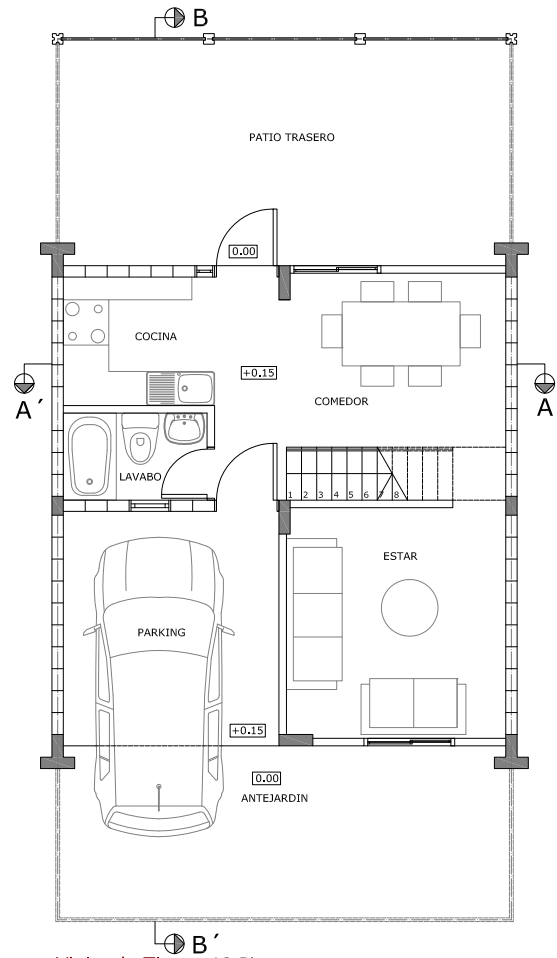 B
PATIO TRASERO
0.00
COCINA
+0.15
COMEDOR
A´
A
LAVABO
1 2 3 4 5 6 7 8
ESTAR
PARKING
+0.15
0.00
ANTEJARDIN
B´